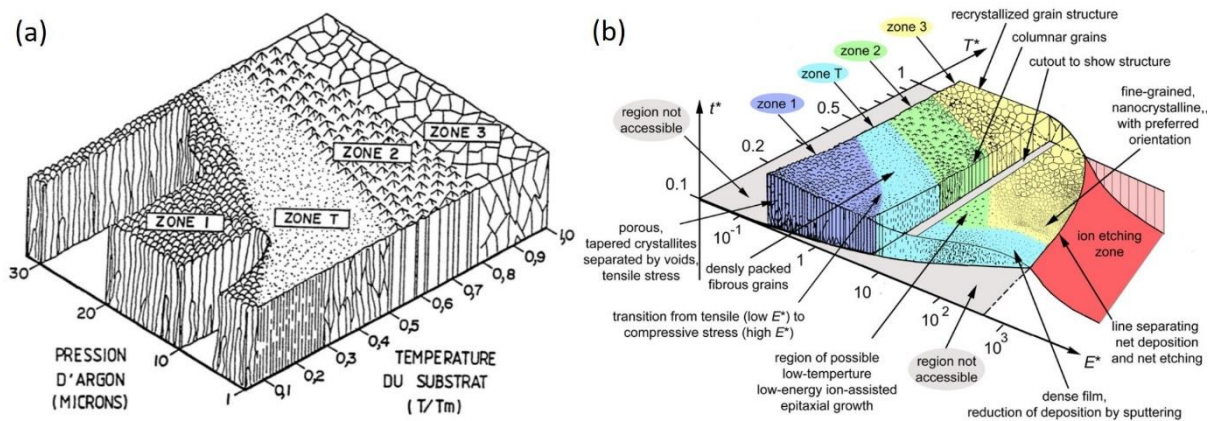 (a)
ZONE 3
ZONE 2
ZONE 1
ZONE T
30
20
10
1
0,1
0,2
0,3
0,4
0,5
0,6
0,7
0,8
0,9
1,0
PRESSION
D'ARGON
(MICRONS)
TEMPERATURE
DU SUBSTRAT
(T/Tm)
(b)
recrystallized grain structure
columnar grains
cutout to show structure
fine-grained,
nanocrystalline,,
with preferred
orientation
zone 3
zone 2
zone T
zone 1
T*
1
0.5
0.2
0.1
t*
region not
accessible
10-1
1
10
10²
10³
E*
porous,
tapered crystallites
separated by voids,
tensile stress
densly packed
fibrous grains
transition from tensile (low E*) to
compressive stress (high E*)
region of possible
low-temperture
low-energy ion-assisted
epitaxial growth
region not
accessible
ion etching
zone
line separating
net deposition
and net etching
dense film,
reduction of deposition by sputtering